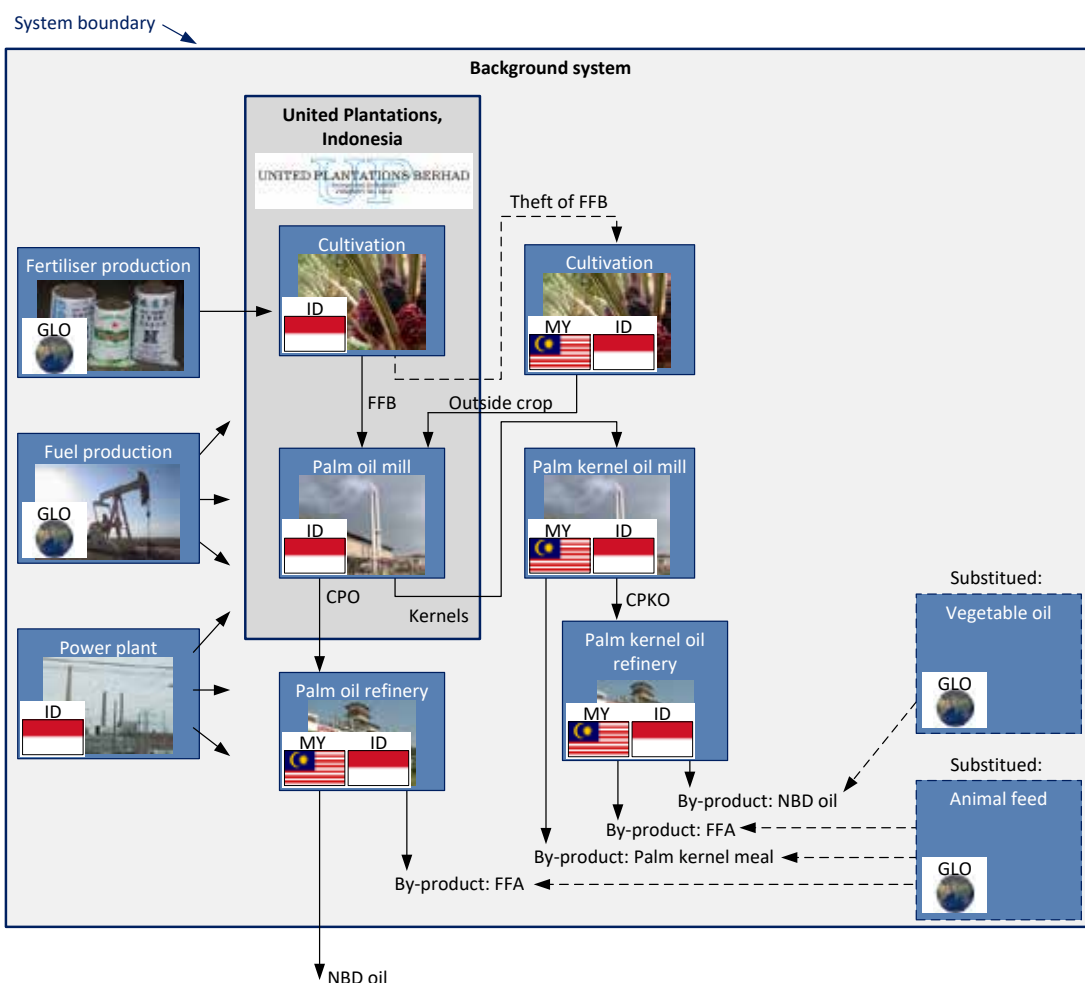 System boundary
Background system
United Plantations,
Indonesia
UNITED PLANTATIONS BERHAD
Theft of FFB
Cultivation
ID
Cultivation
MY
ID
Fertiliser production
GLO
FFB
Outside crop
Fuel production
GLO
Palm oil mill
ID
Palm kernel oil mill
MY
ID
CPO
Kernels
CPKO
Substitued:
Vegetable oil
GLO
Power plant
ID
Palm oil refinery
MY
ID
Palm kernel oil
refinery
MY
ID
Substitued:
Animal feed
GLO
By-product: NBD oil
By-product: FFA
By-product: Palm kernel meal
By-product: FFA
NBD oil